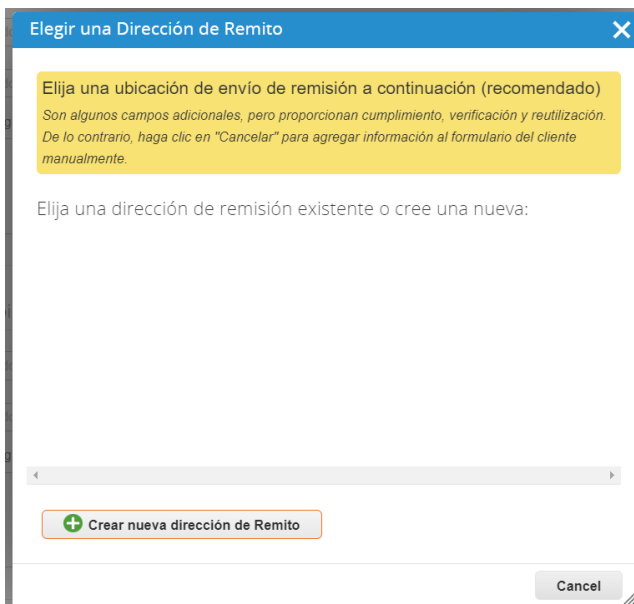 Elegir una Dirección de Remito
Elija una ubicación de envío de remisión a continuación (recomendado)
Son algunos campos adicionales, pero proporcionan cumplimiento, verificación y reutilización.
De lo contrario, haga clic en "Cancelar" para agregar información al formulario del cliente
manualmente.
Elija una dirección de remisión existente o cree una nueva:
Crear nueva dirección de Remito
Cancel